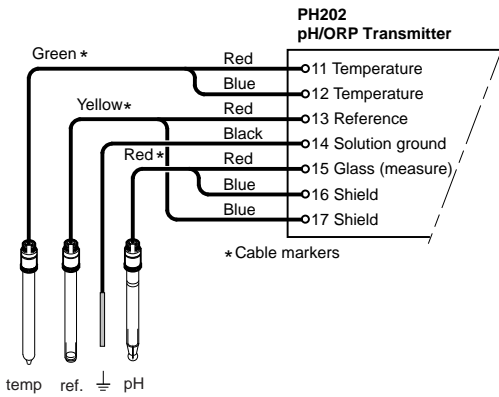 PH202
pH/ORP Transmitter
Green *
Red
11 Temperature
Blue
12 Temperature
Yellow*
Red
13 Reference
Black
14 Solution ground
Red *
Red
15 Glass (measure)
Blue
16 Shield
Blue
17 Shield
* Cable markers
temp ref. pH